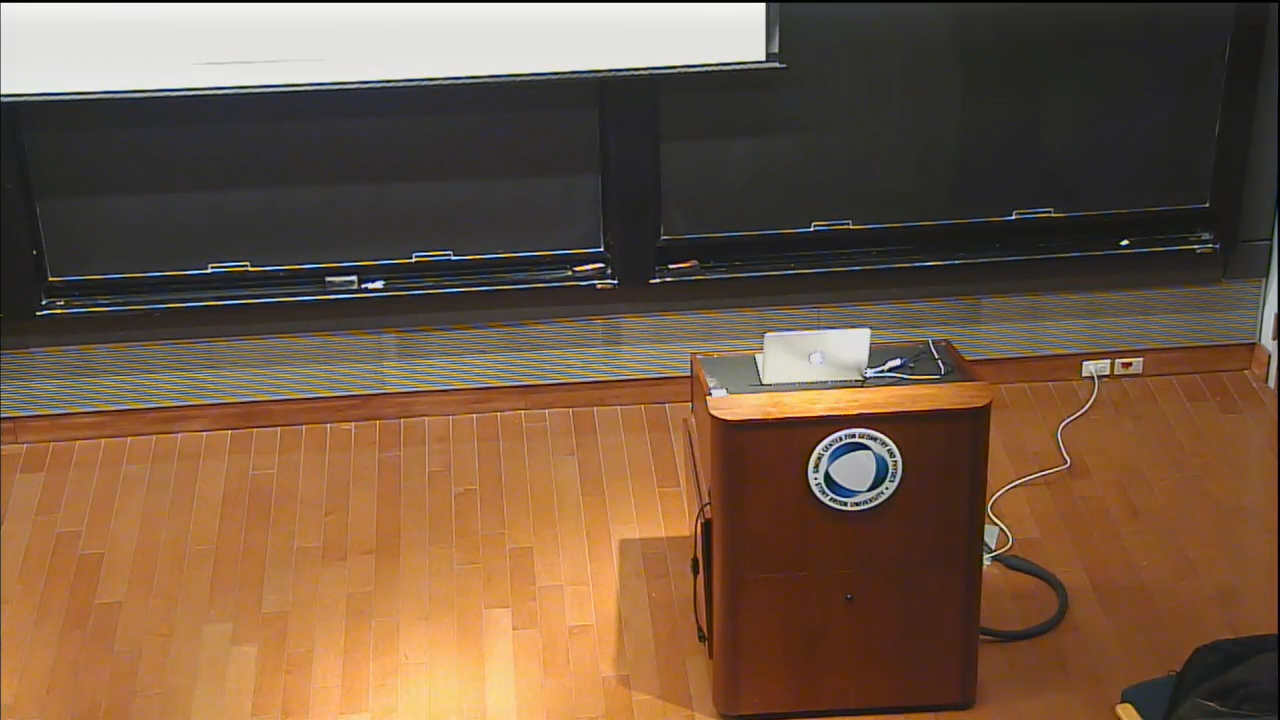 SIMONS CENTER FOR GEOMETRY AND PHYSICS
• STONY BROOK UNIVERSITY •